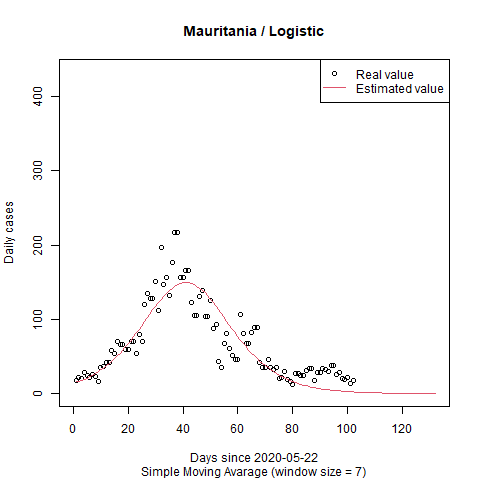 Mauritania / Logistic
Real value
Estimated value
Daily cases
400
300
200
100
0
0 20 40 60 80 100 120
Days since 2020-05-22
Simple Moving Avarage (window size = 7)